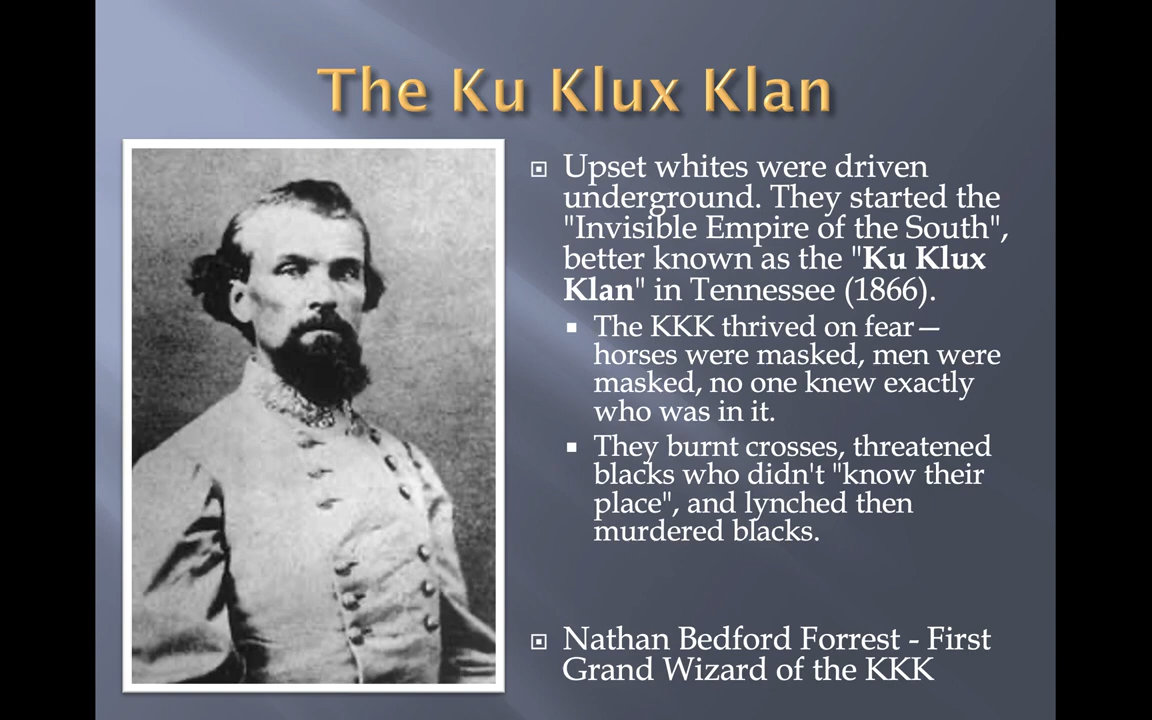 The Ku Klux Klan
Upset whites were driven
underground. They started the
"Invisible Empire of the South",
better known as the "Ku Klux
Klan" in Tennessee (1866).
The KKK thrived on fear—
horses were masked, men were
masked, no one knew exactly
who was in it.
They burnt crosses, threatened
blacks who didn't "know their
place", and lynched then
murdered blacks.
Nathan Bedford Forrest - First
Grand Wizard of the KKK